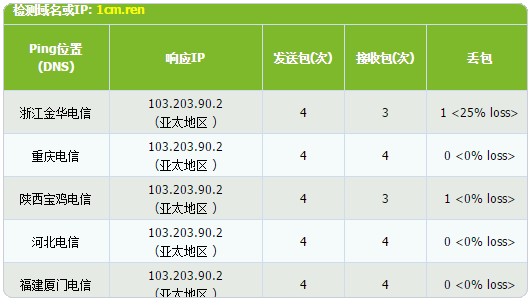 检测域名或IP: 1cm.ren
Ping位置 (DNS) 响应IP 发送包(次) 接收包(次) 丢包
浙江金华电信 103.203.90.2 (亚太地区 ) 4 3 1 <25% loss>
重庆电信 103.203.90.2 (亚太地区 ) 4 4 0 <0% loss>
陕西宝鸡电信 103.203.90.2 (亚太地区 ) 4 3 1 <0% loss>
河北电信 103.203.90.2 (亚太地区 ) 4 4 0 <0% loss>
福建厦门电信 103.203.90.2 (亚太地区 ) 4 4 0 <0% loss>